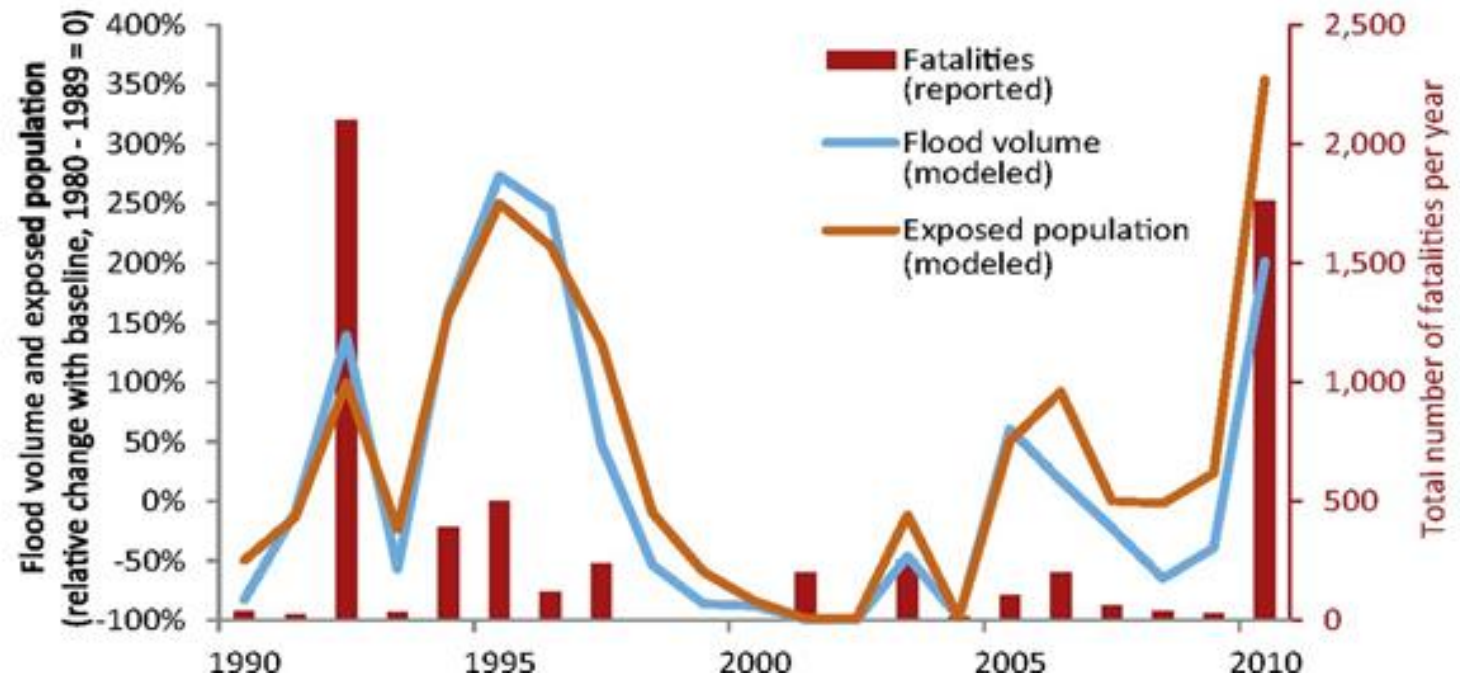 Flood volume and exposed population
(relative change with baseline, 1980 - 1989 = 0)
400%
350%
300%
250%
200%
150%
100%
50%
0%
-50%
-100%
Fatalities
(reported)
Flood volume
(modeled)
Exposed population
(modeled)
2,500
2,000
1,500
1,000
500
0
Total number of fatalities per year
1990
1995
2000
2005
2010